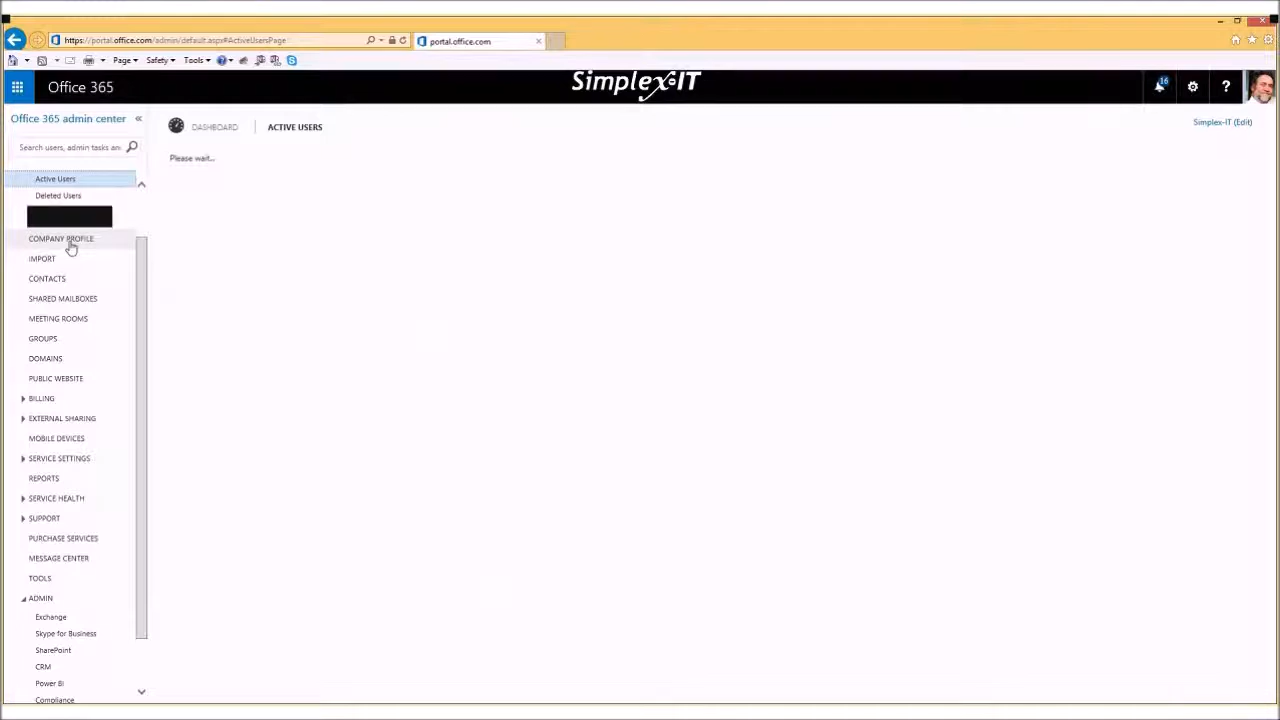 https://portal.office.com/admin/default.aspx#ActiveUsersPage
portal.office.com
Page
Safety
Tools
Office 365
Simplex-IT
16
?
Office 365 admin center «
DASHBOARD
ACTIVE USERS
Simplex-IT (Edit)
Search users, admin tasks an
Please wait...
Active Users
Deleted Users
COMPANY PROFILE
IMPORT
CONTACTS
SHARED MAILBOXES
MEETING ROOMS
GROUPS
DOMAINS
PUBLIC WEBSITE
BILLING
EXTERNAL SHARING
MOBILE DEVICES
SERVICE SETTINGS
REPORTS
SERVICE HEALTH
SUPPORT
PURCHASE SERVICES
MESSAGE CENTER
TOOLS
ADMIN
Exchange
Skype for Business
SharePoint
CRM
Power BI
Compliance